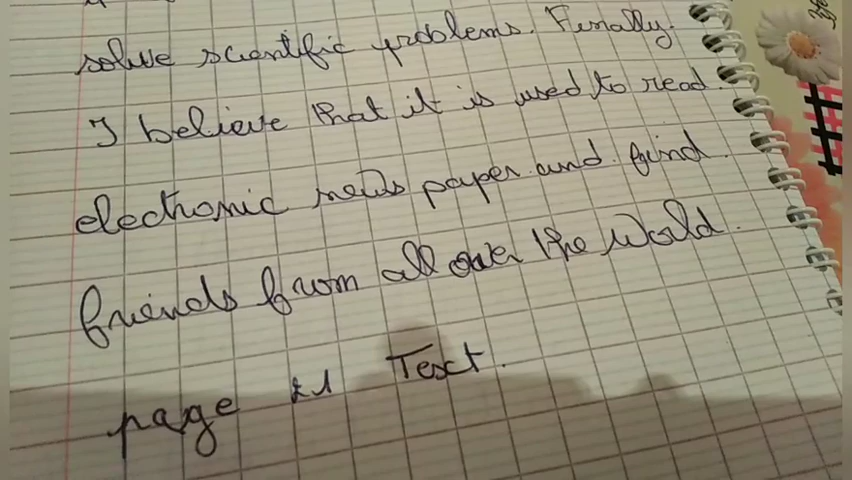 solve scientific problems. Finally.
I believe that it is used to read.
electronic news paper and find
friends from all over the world.
page 21 Text.